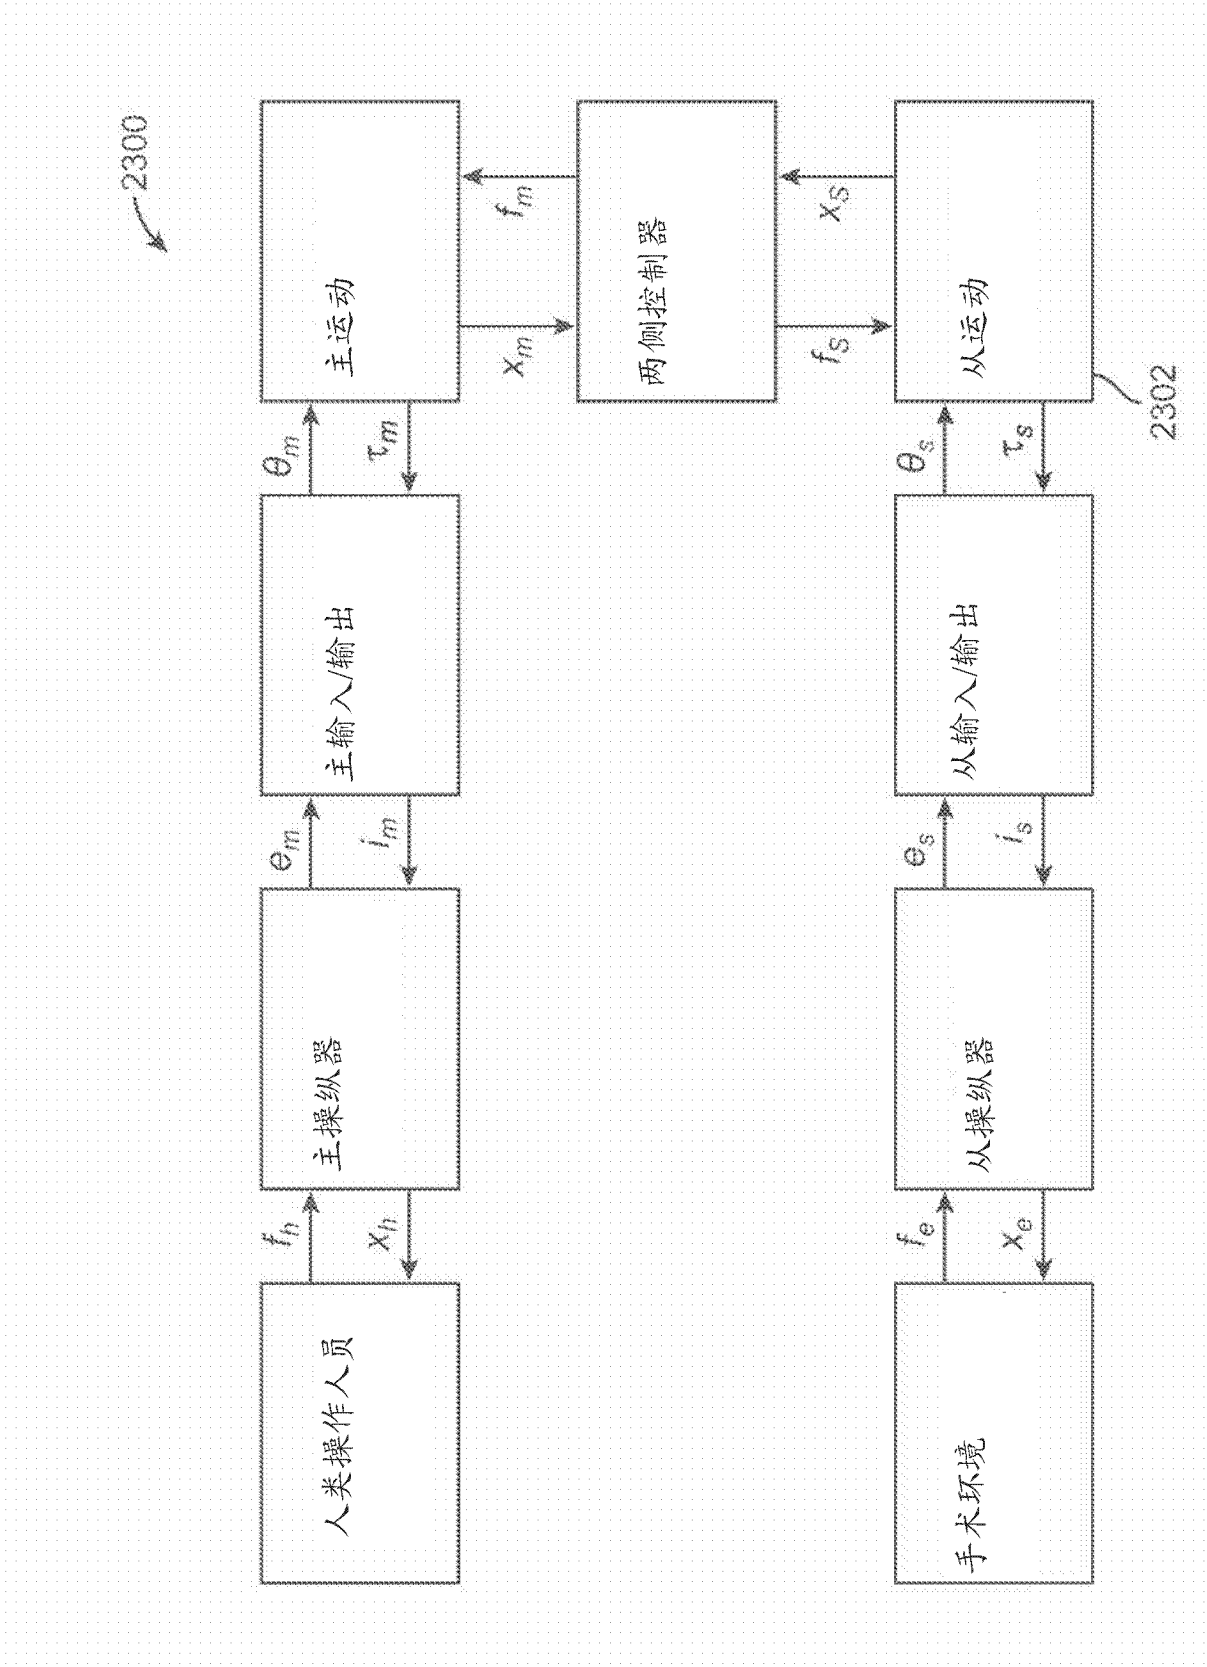 2300
人类操作人员
f_h
x_h
主操纵器
e_m
i_m
主输入/输出
θ_m
τ_m
主运动
x_m
f_m
两侧控制器
f_s
x_s
手术环境
f_e
x_e
从操纵器
e_s
i_s
从输入/输出
θ_s
τ_s
从运动
2302